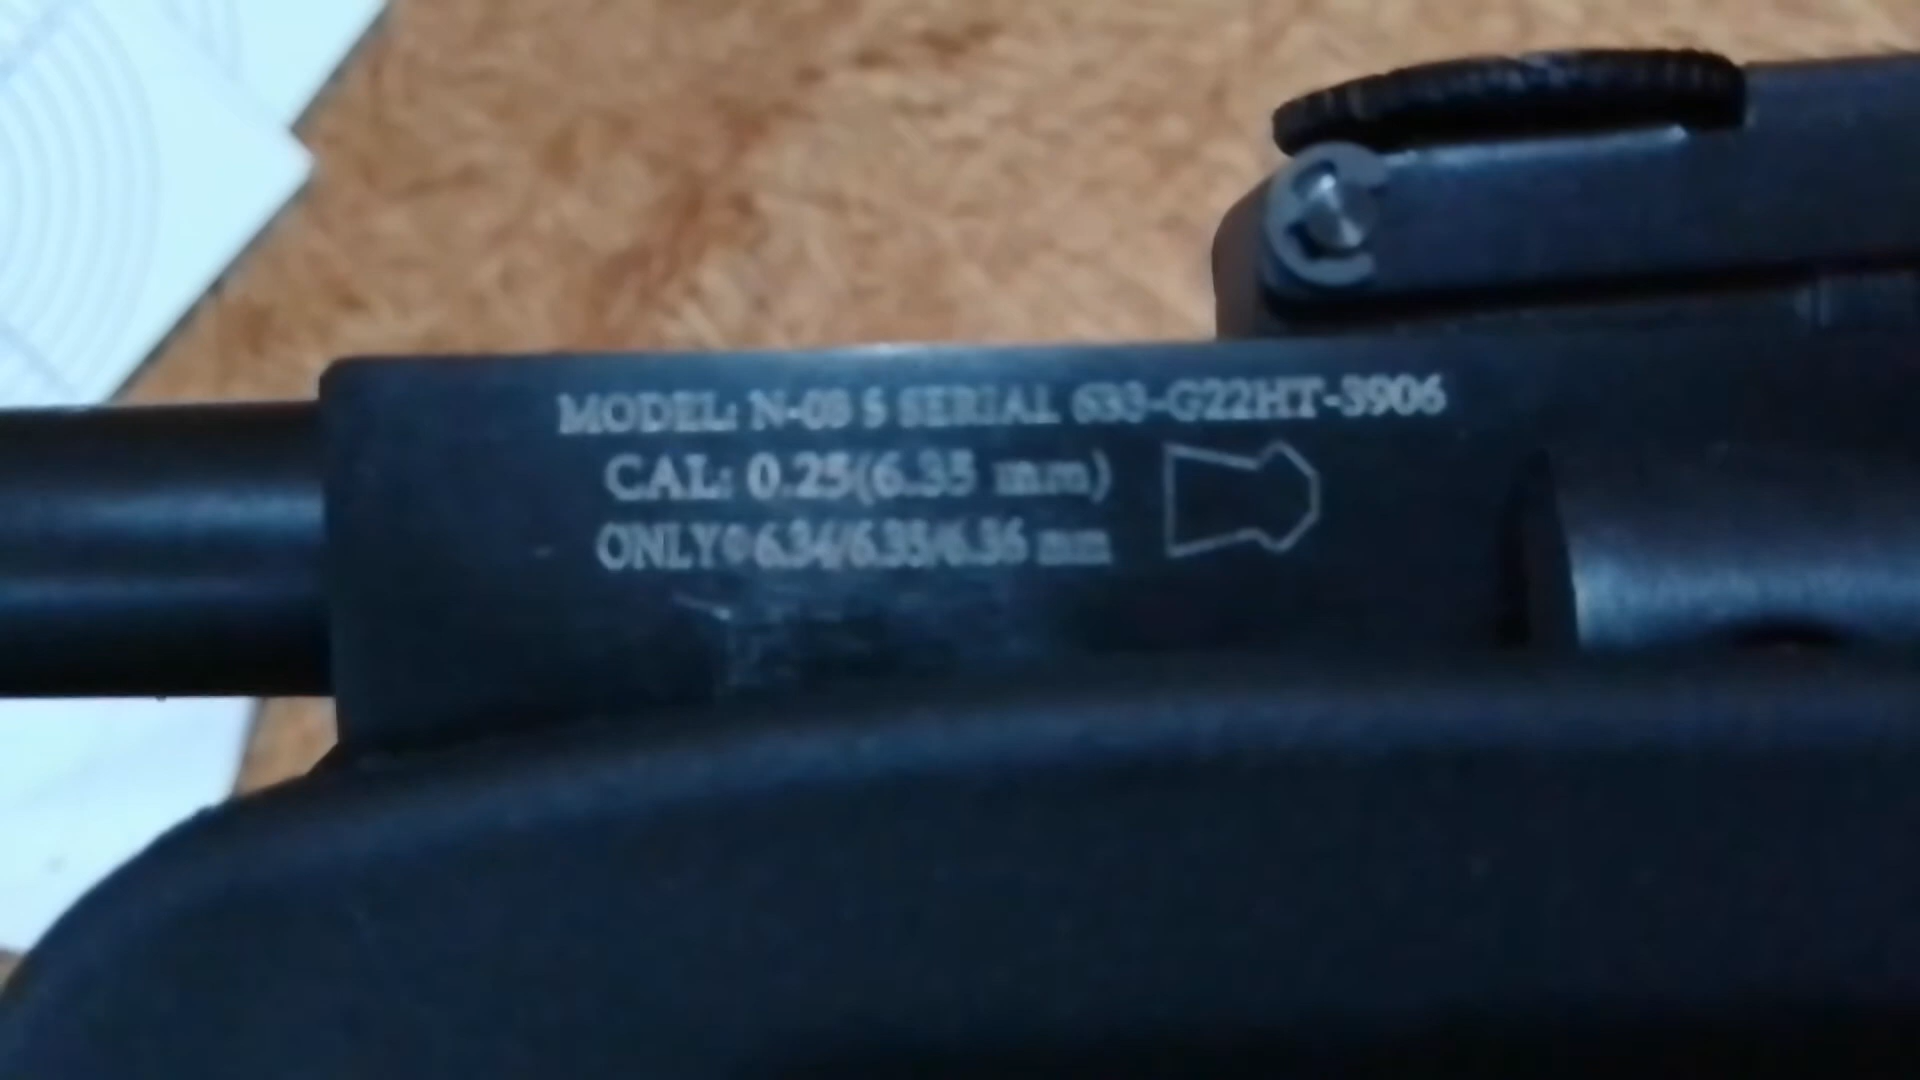 MODEL: N-03 S SERIAL 633-G22HT-3906
CAL: 0.25(6.35 mm)
ONLY 6.34/6.35/6.36 mm